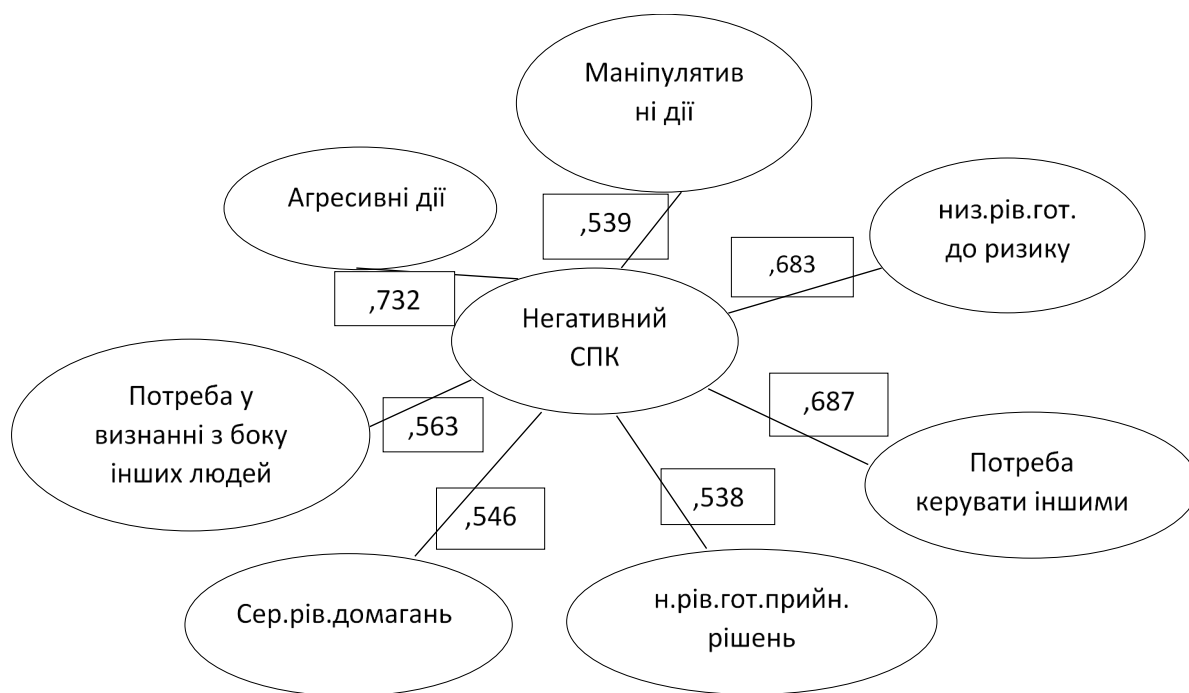 Маніпулятив
ні дії
Агресивні дії
,539
низ.рів.гот.
до ризику
,683
,732
Негативний
СПК
Потреба у
визнанні з боку
інших людей
,563
,687
Потреба
керувати іншими
,546
,538
Сер.рів.домагань
н.рів.гот.прийн.
рішень